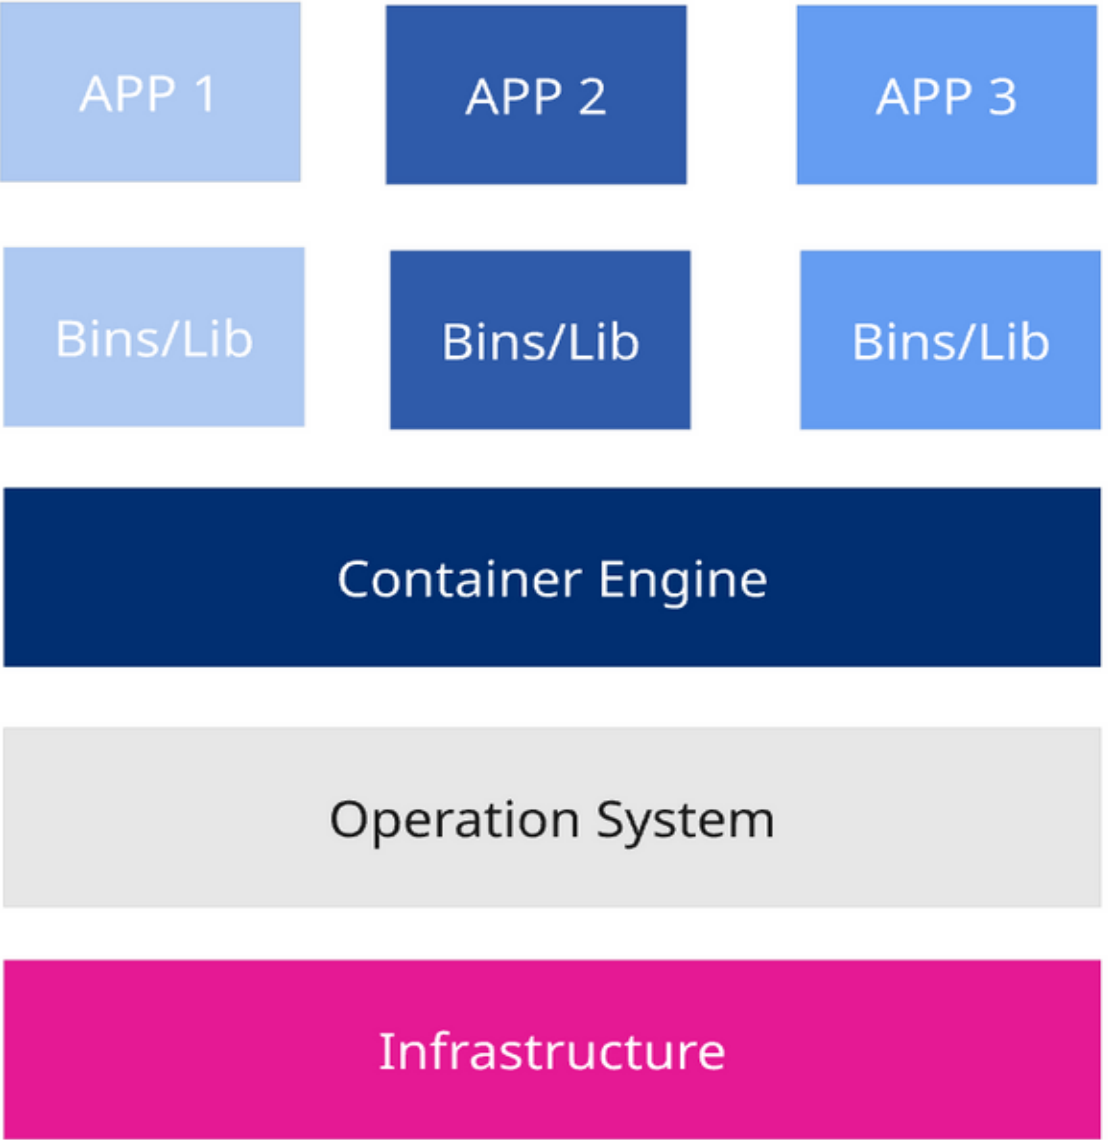 APP 1
APP 2
APP 3
Bins/Lib
Bins/Lib
Bins/Lib
Container Engine
Operation System
Infrastructure